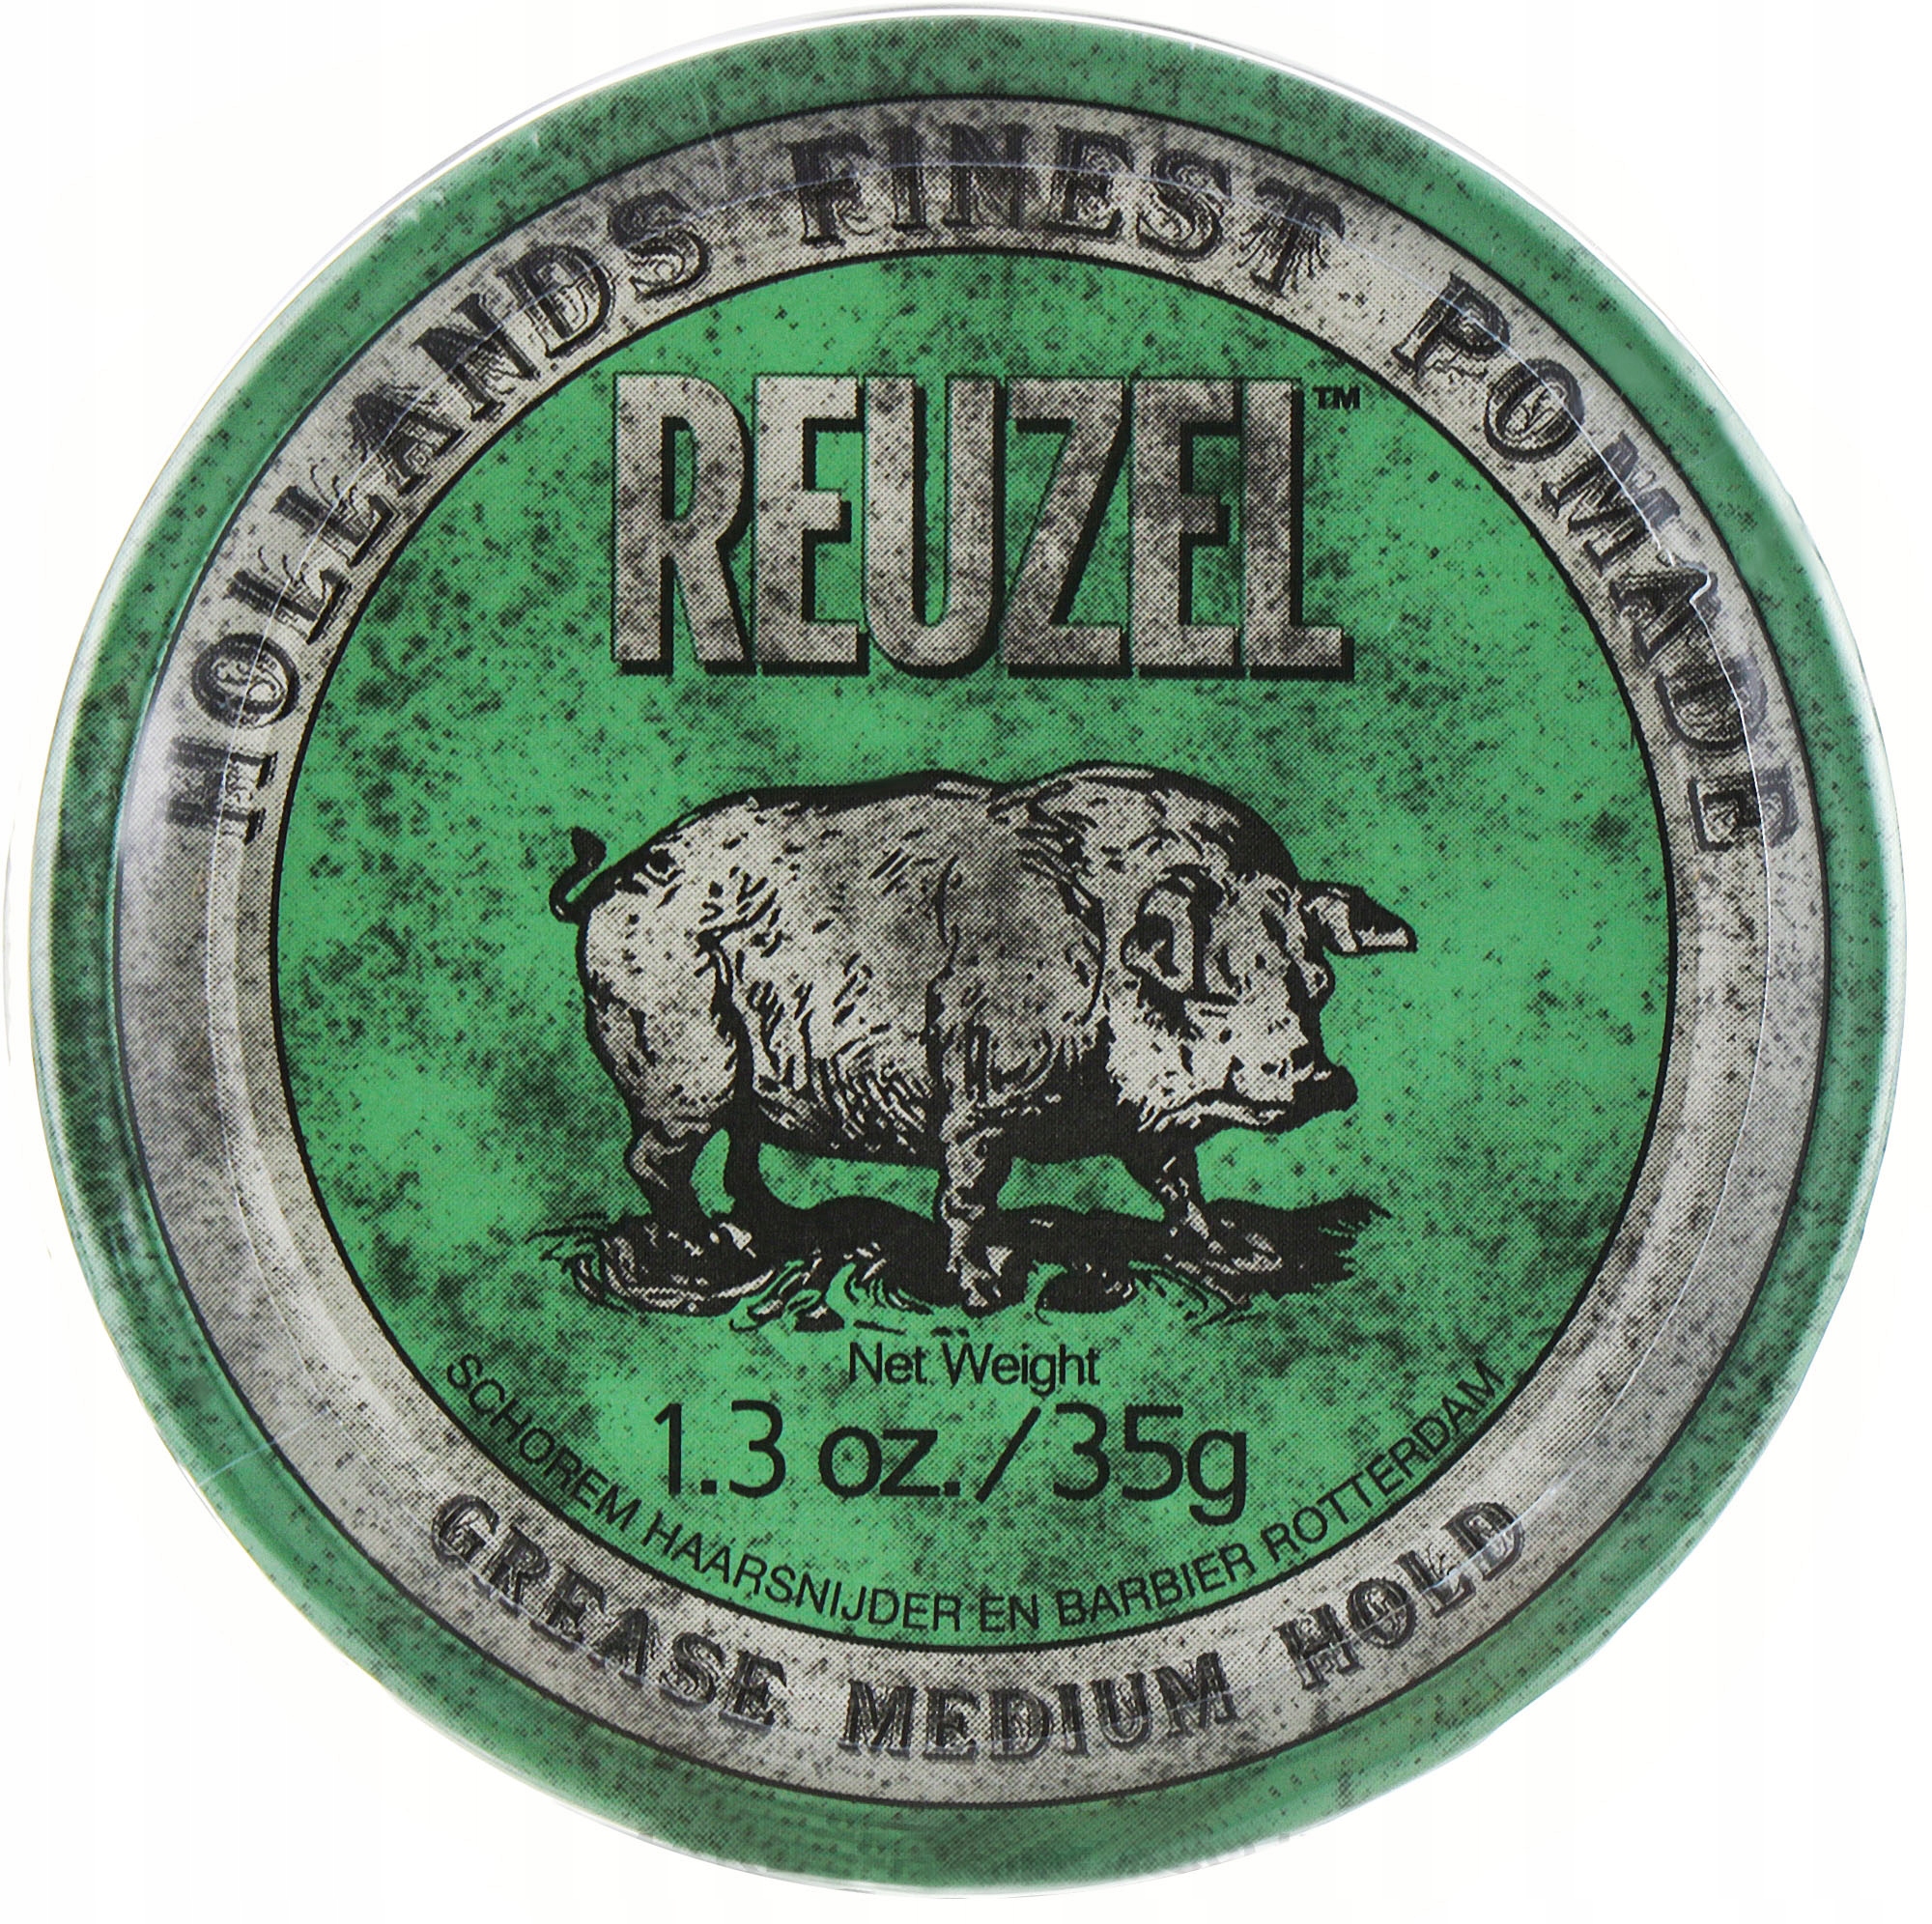 HOLLANDS FINEST POMADE
REUZEL™
Net Weight
1.3 oz./35g
SCHOREM HAARSNIJDER EN BARBIER ROTTERDAM
GREASE MEDIUM HOLD